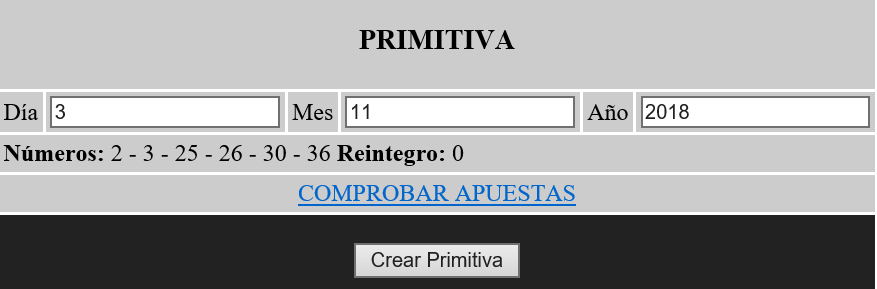 PRIMITIVA
Día 3 Mes 11 Año 2018
Números: 2 - 3 - 25 - 26 - 30 - 36 Reintegro: 0
COMPROBAR APUESTAS
Crear Primitiva